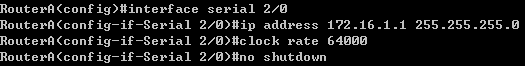 RouterA(config)#interface serial 2/0
RouterA(config-if-Serial 2/0)#ip address 172.16.1.1 255.255.255.0
RouterA(config-if-Serial 2/0)#clock rate 64000
RouterA(config-if-Serial 2/0)#no shutdown